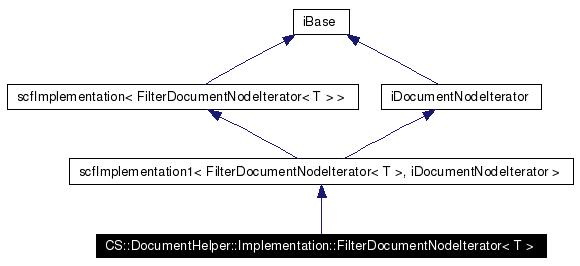 iBase
scfImplementation< FilterDocumentNodeIterator< T > >
iDocumentNodeIterator
scfImplementation1< FilterDocumentNodeIterator< T >, iDocumentNodeIterator >
CS::DocumentHelper::Implementation::FilterDocumentNodeIterator< T >